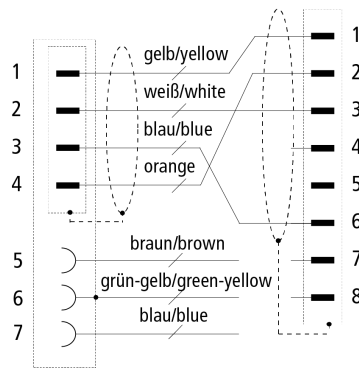 gelb/yellow
weiß/white
blau/blue
orange
braun/brown
grün-gelb/green-yellow
blau/blue
1
2
3
4
5
6
7
1
2
3
4
5
6
7
8